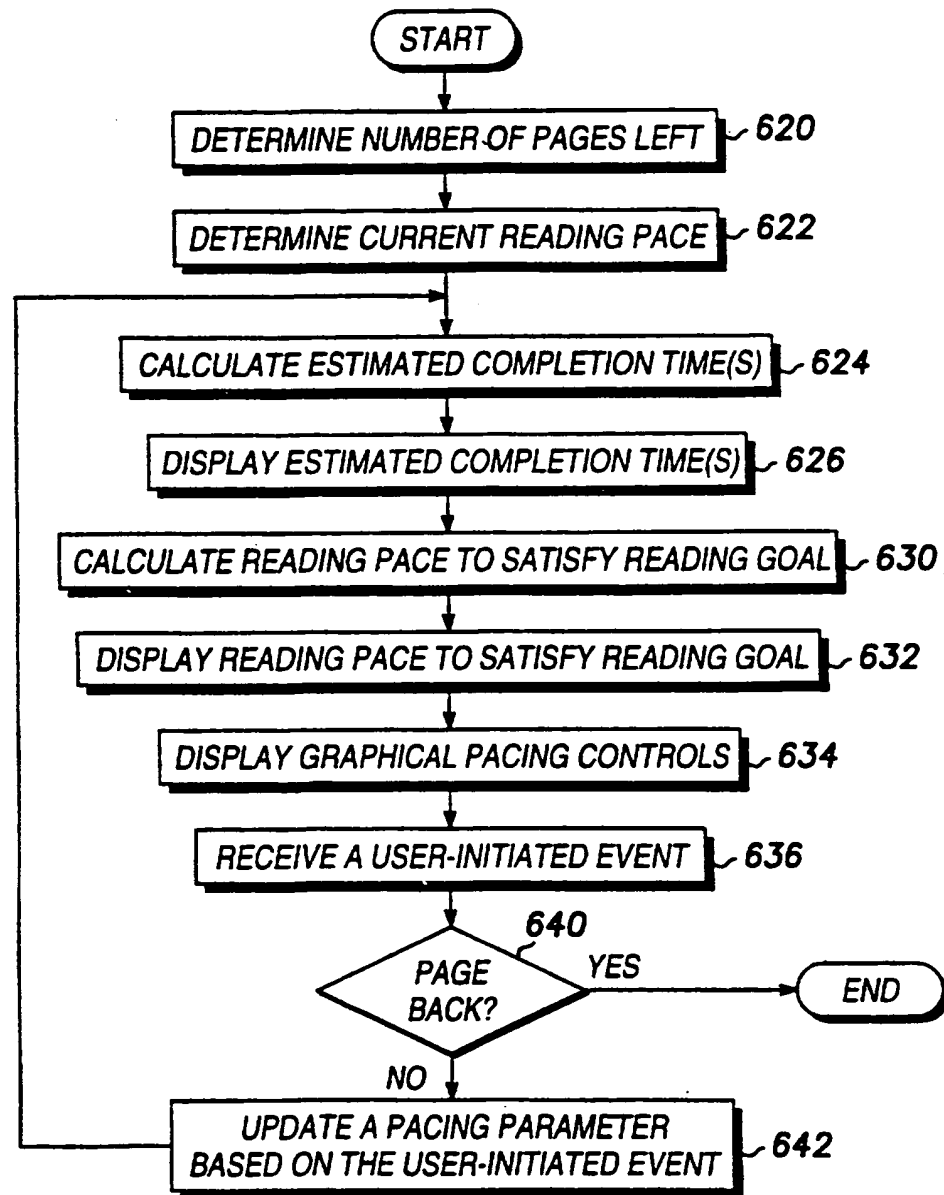 START
DETERMINE NUMBER OF PAGES LEFT 620
DETERMINE CURRENT READING PACE 622
CALCULATE ESTIMATED COMPLETION TIME(S) 624
DISPLAY ESTIMATED COMPLETION TIME(S) 626
CALCULATE READING PACE TO SATISFY READING GOAL 630
DISPLAY READING PACE TO SATISFY READING GOAL 632
DISPLAY GRAPHICAL PACING CONTROLS 634
RECEIVE A USER-INITIATED EVENT 636
640
PAGE
BACK?
YES
END
NO
UPDATE A PACING PARAMETER
BASED ON THE USER-INITIATED EVENT 642